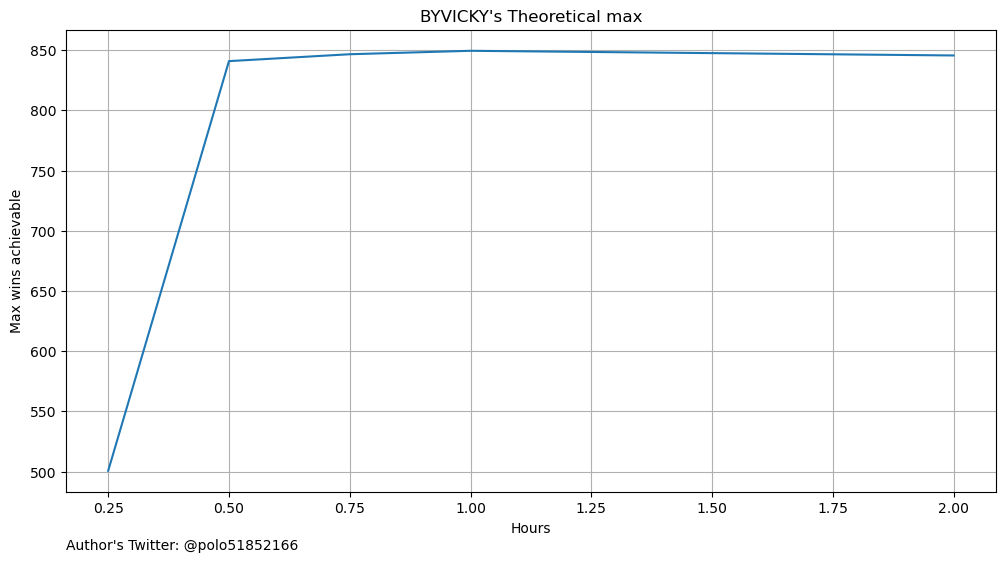 BYVICKY's Theoretical max
850
800
750
700
650
600
550
500
Max wins achievable
0.25 0.50 0.75 1.00 1.25 1.50 1.75 2.00
Hours
Author's Twitter: @polo51852166